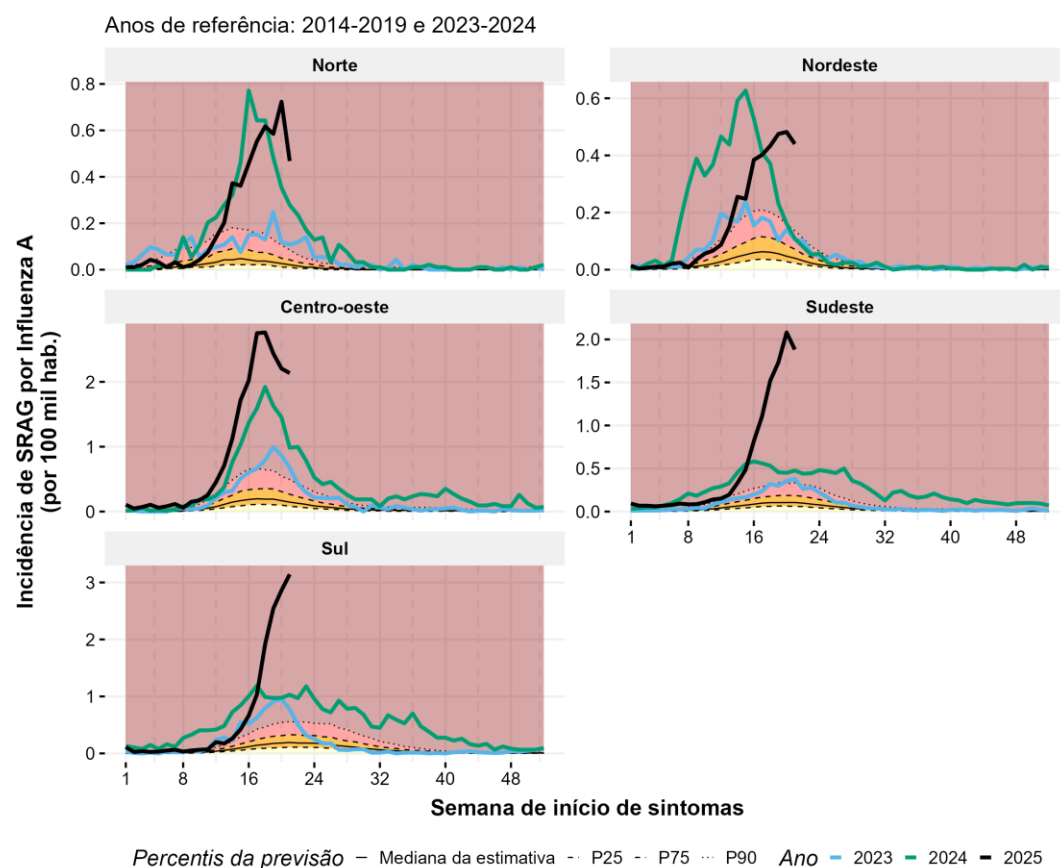 Anos de referência: 2014-2019 e 2023-2024
Norte
Nordeste
0.8
0.6
0.4
0.2
0.0
0.6
0.4
0.2
0.0
Centro-oeste
Sudeste
2
1
0
2.0
1.5
1.0
0.5
0.0
1 8 16 24 32 40 48
Sul
3
2
1
0
1 8 16 24 32 40 48
Incidência de SRAG por Influenza A
(por 100 mil hab.)
Semana de início de sintomas
Percentis da previsão Mediana da estimativa P25 P75 P90 Ano 2023 2024 2025